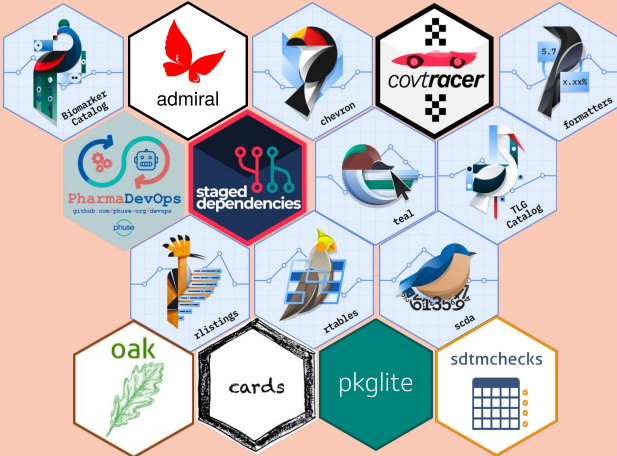 Biomarker
Catalog
admiral
chevron
covtracer
5.7
x.xx%
formatters
PharmaDevOps
github.com/phuse-org/devops
phuse
staged
dependencies
teal
TLG
Catalog
rlistings
rtables
scda
oak
cards
pkglite
sdtmchecks